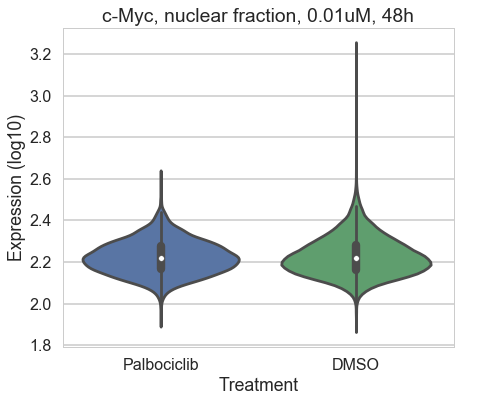 c-Myc, nuclear fraction, 0.01uM, 48h
3.2
3.0
2.8
2.6
2.4
2.2
2.0
1.8
Expression (log10)
Palbociclib DMSO
Treatment